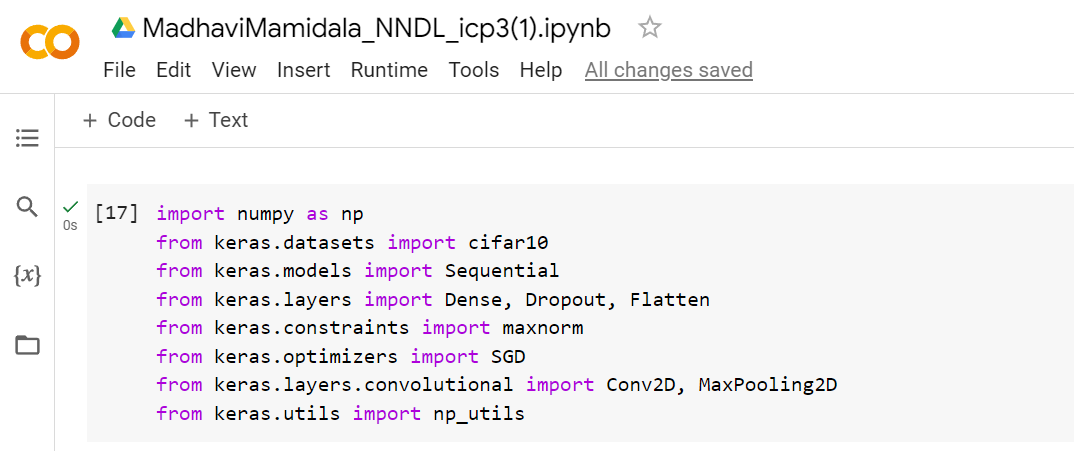 MadhaviMamidala_NNDL_icp3(1).ipynb
File Edit View Insert Runtime Tools Help All changes saved
+ Code + Text
0s
[17] import numpy as np
from keras.datasets import cifar10
from keras.models import Sequential
from keras.layers import Dense, Dropout, Flatten
from keras.constraints import maxnorm
from keras.optimizers import SGD
from keras.layers.convolutional import Conv2D, MaxPooling2D
from keras.utils import np_utils
{x}